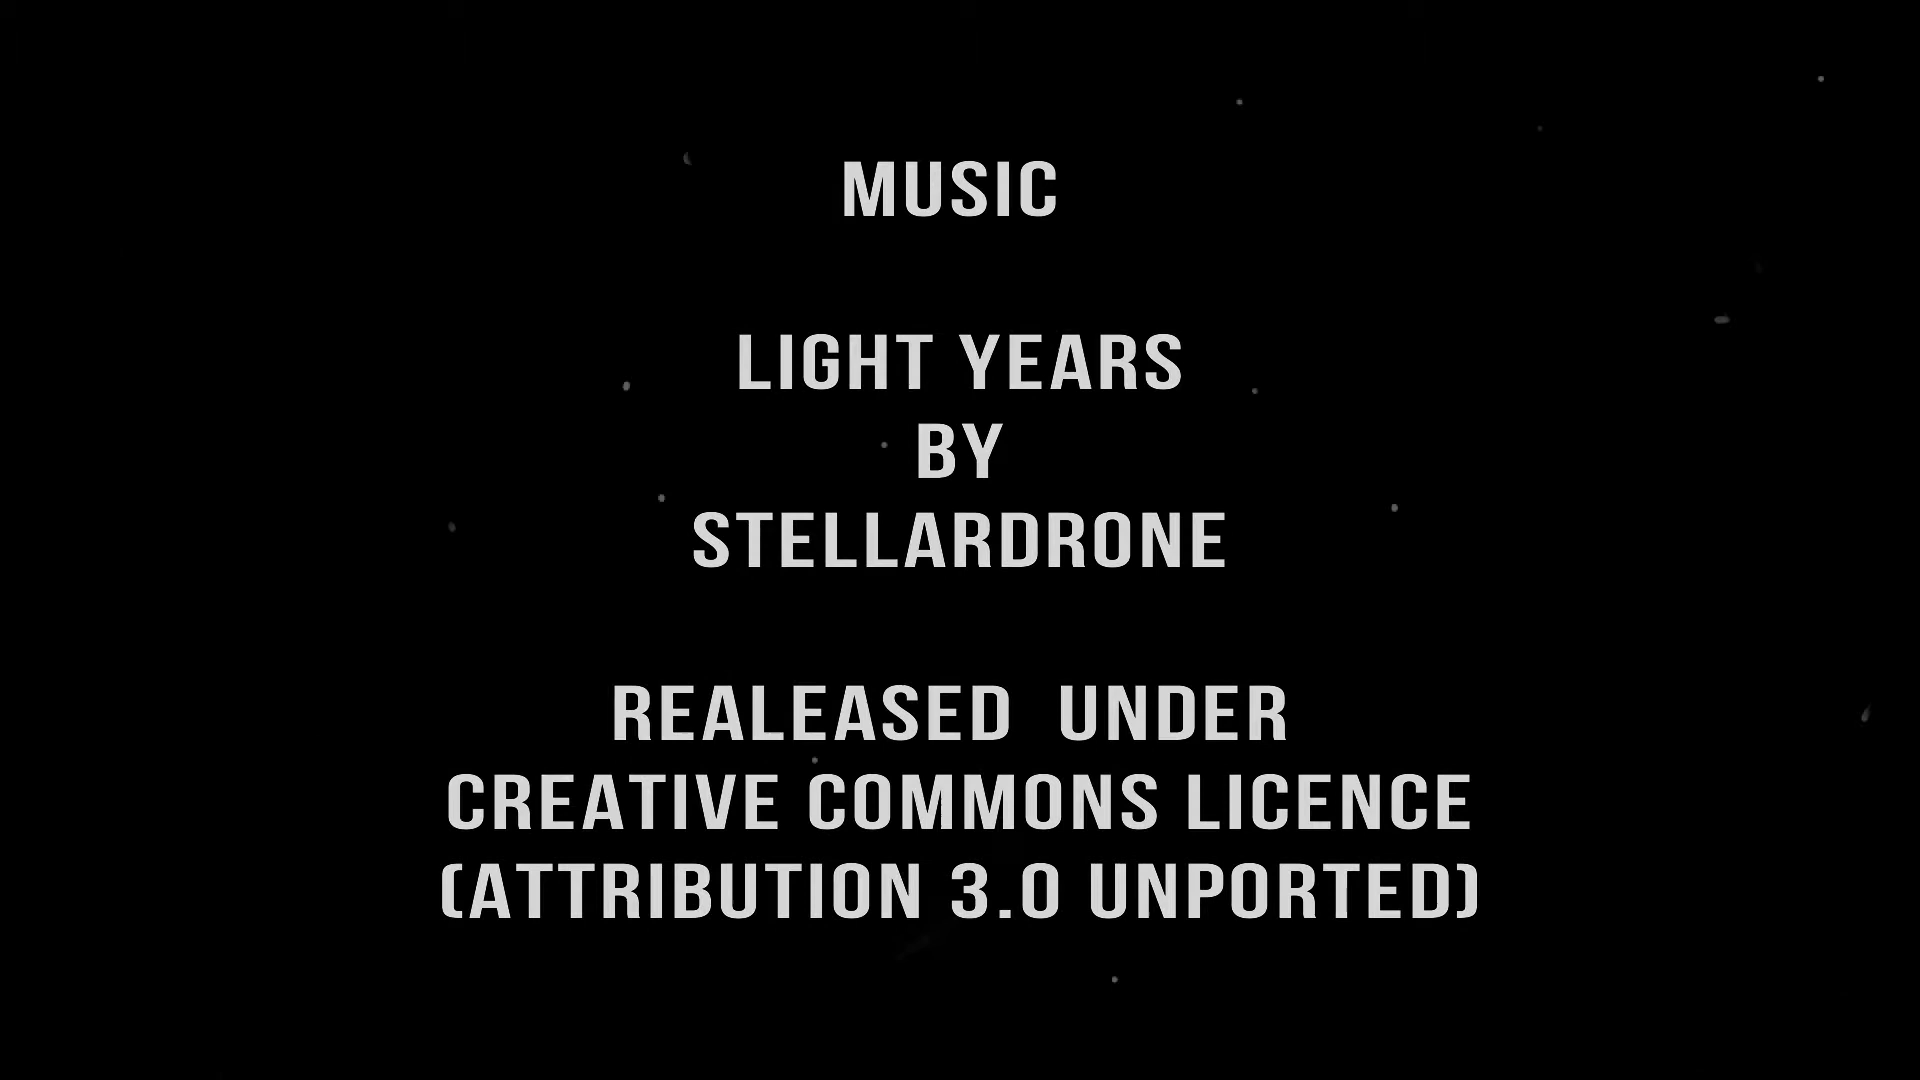 MUSIC
LIGHT YEARS
BY
STELLARDRONE
REALEASED UNDER
CREATIVE COMMONS LICENCE
(ATTRIBUTION 3.0 UNPORTED)